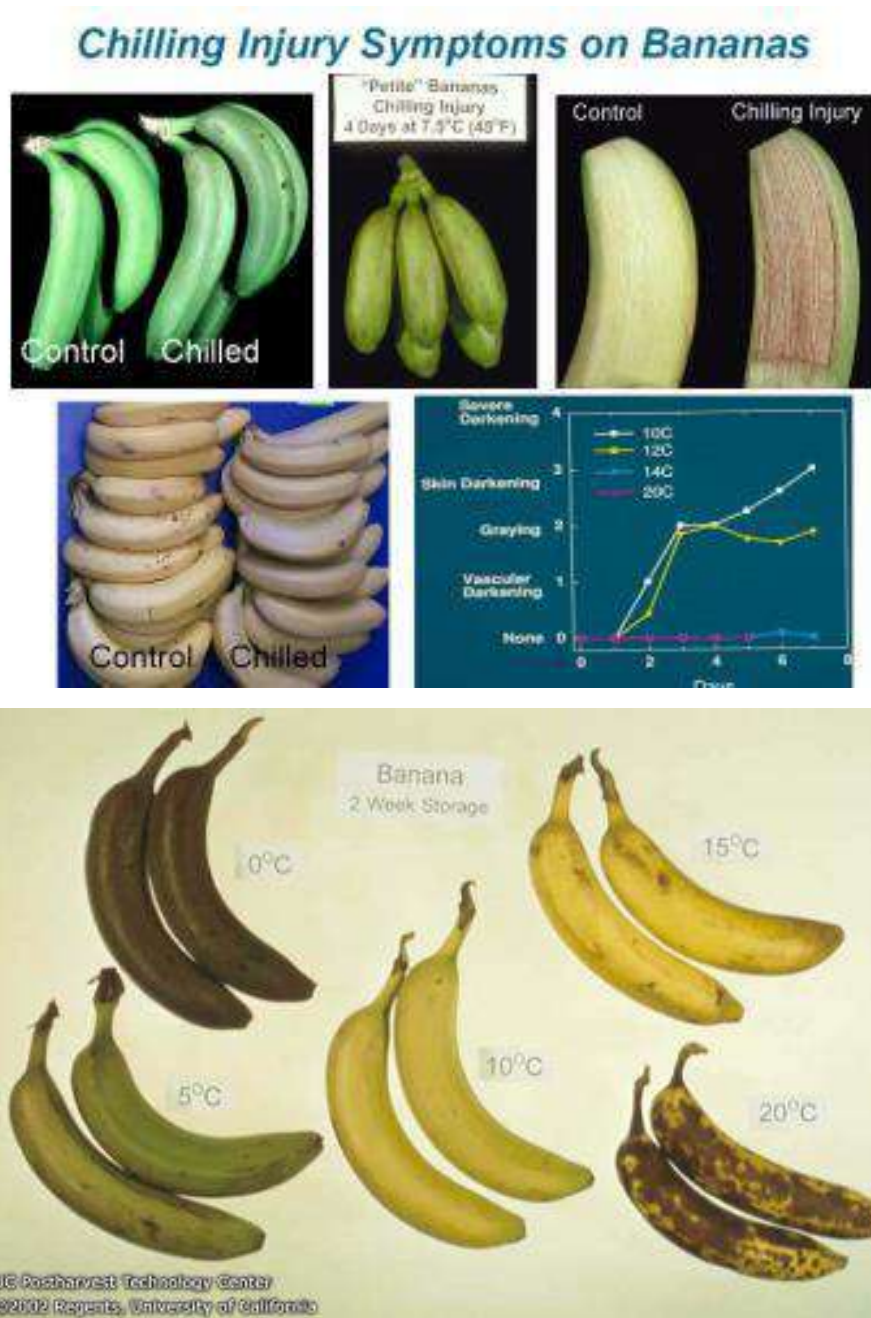 Chilling Injury Symptoms on Bananas
Control
Chilled
"Petite" Bananas
Chilling Injury
4 Days at 7.5°C (45°F)
Control
Chilling Injury
Control
Chilled
Severe
Darkening
4
Skin Darkening
3
Graying
2
Vascular
Darkening
1
None
0
10C
12C
14C
20C
0
2
4
6
8
Days
Banana
2 Week Storage
0°C
15°C
5°C
10°C
20°C
UC Postharvest Technology Center
©2002 Regents, University of California